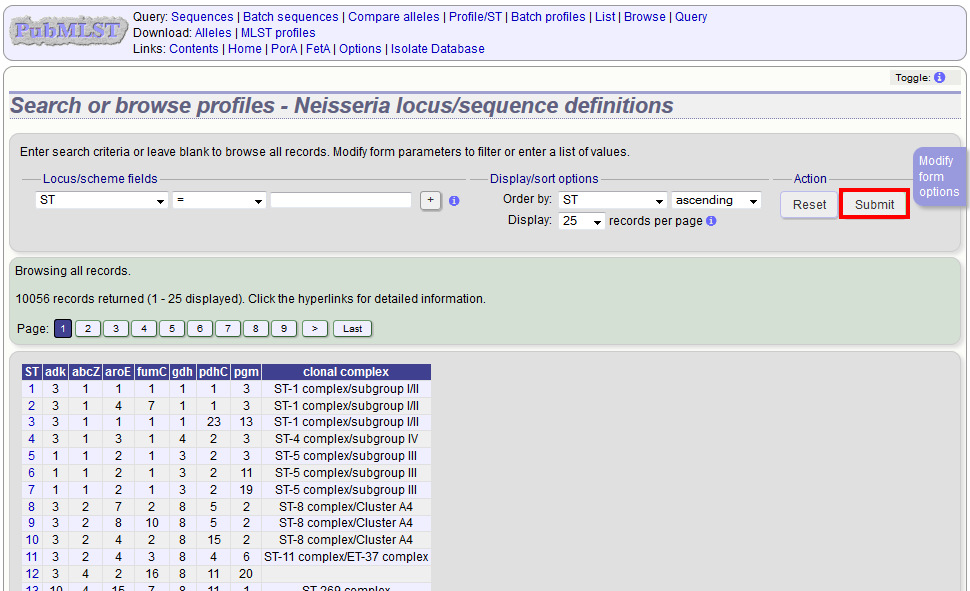 PubMLST
Query: Sequences | Batch sequences | Compare alleles | Profile/ST | Batch profiles | List | Browse | Query
Download: Alleles | MLST profiles
Links: Contents | Home | PorA | FetA | Options | Isolate Database
Toggle: i
Search or browse profiles - Neisseria locus/sequence definitions
Enter search criteria or leave blank to browse all records. Modify form parameters to filter or enter a list of values.
Modify form options
Locus/scheme fields
ST = + i
Display/sort options
Order by: ST ascending
Display: 25 records per page i
Action
Reset Submit
Browsing all records.
10056 records returned (1 - 25 displayed). Click the hyperlinks for detailed information.
Page: 1 2 3 4 5 6 7 8 9 > Last
ST adk abcZ aroE fumC gdh pdhC pgm clonal complex
1 3 1 1 1 1 1 3 ST-1 complex/subgroup I/II
2 3 1 4 7 1 1 3 ST-1 complex/subgroup I/II
3 3 1 1 1 1 23 13 ST-1 complex/subgroup I/II
4 3 1 3 1 4 2 3 ST-4 complex/subgroup IV
5 1 1 2 1 3 2 3 ST-5 complex/subgroup III
6 1 1 2 1 3 2 11 ST-5 complex/subgroup III
7 1 1 2 1 3 2 19 ST-5 complex/subgroup III
8 3 2 7 2 8 5 2 ST-8 complex/Cluster A4
9 3 2 8 10 8 5 2 ST-8 complex/Cluster A4
10 3 2 4 2 8 15 2 ST-8 complex/Cluster A4
11 3 2 4 3 8 4 6 ST-11 complex/ET-37 complex
12 3 4 2 16 8 11 20
13 10 4 15 7 8 11 1 ST-269 complex